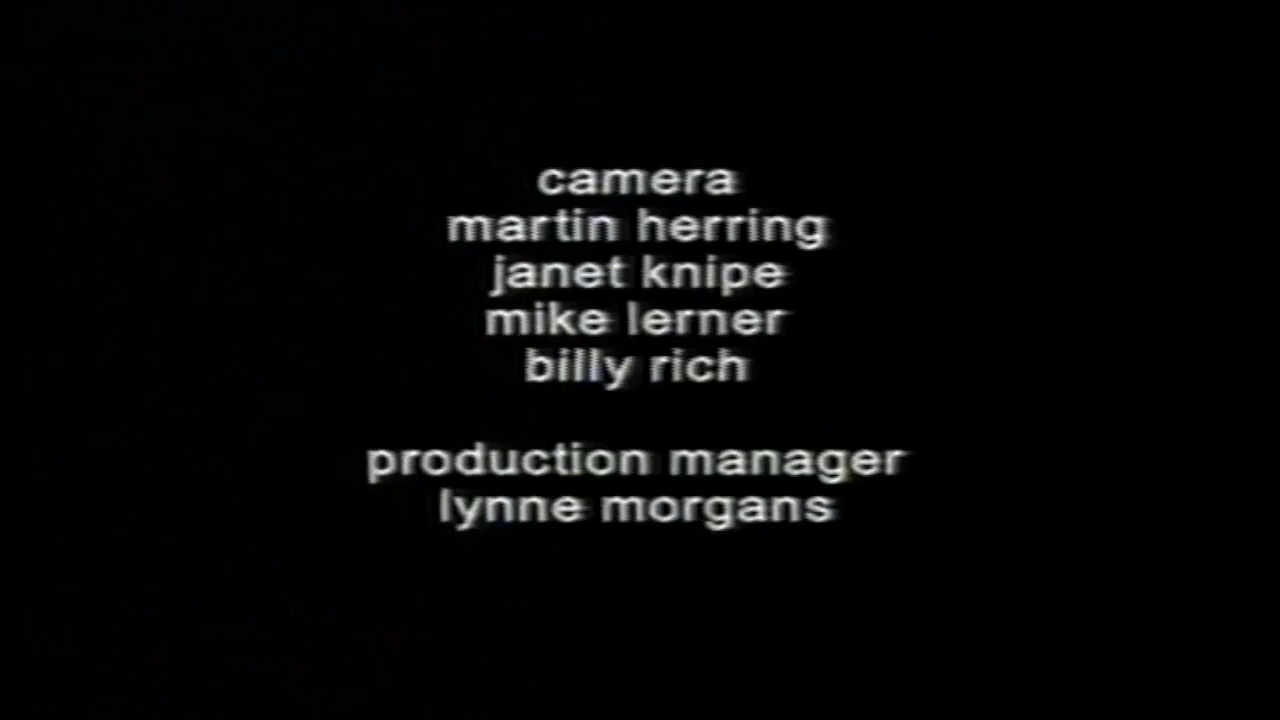 camera
martin herring
janet knipe
mike lerner
billy rich
production manager
lynne morgans